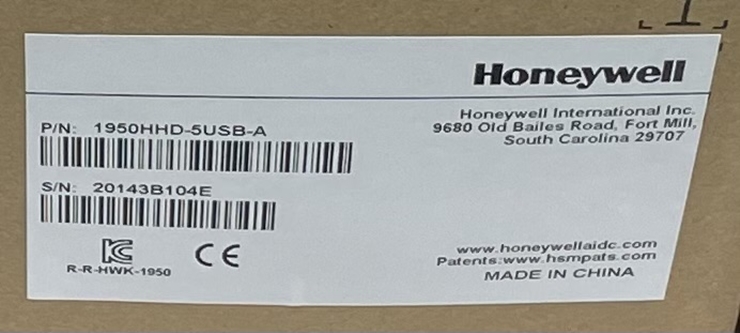 Honeywell
Honeywell International Inc.
9680 Old Bailes Road, Fort Mill,
South Carolina 29707
P/N: 1950HHD-5USB-A
S/N: 20143B104E
R-R-HWK-1950
CE
www.honeywellaidc.com
Patents:www.hsmpats.com
MADE IN CHINA